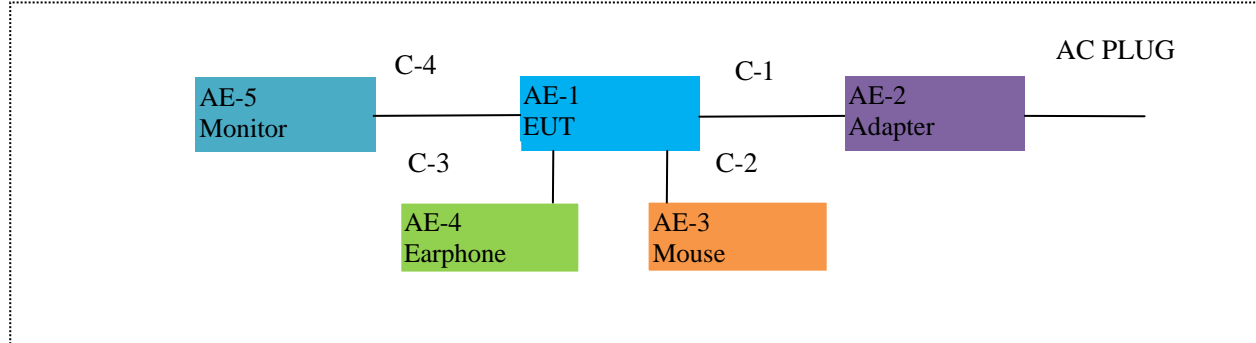 AC PLUG
C-4
C-1
AE-5
Monitor
AE-1
EUT
AE-2
Adapter
C-3
C-2
AE-4
Earphone
AE-3
Mouse